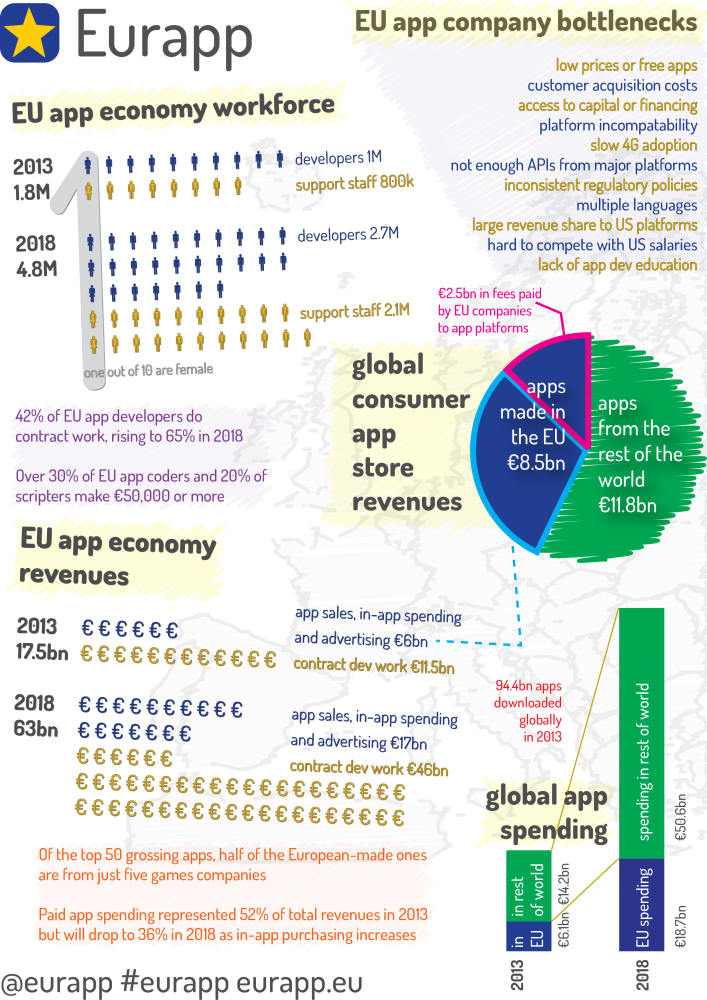 Eurapp
EU app company bottlenecks
low prices or free apps
customer acquisition costs
access to capital or financing
platform incompatability
slow 4G adoption
not enough APIs from major platforms
inconsistent regulatory policies
multiple languages
large revenue share to US platforms
hard to compete with US salaries
lack of app dev education
EU app economy workforce
2013
1.8M
developers 1M
support staff 800k
2018
4.8M
developers 2.7M
support staff 2.1M
one out of 10 are female
42% of EU app developers do
contract work, rising to 65% in 2018
Over 30% of EU app coders and 20% of
scripters make €50,000 or more
€2.5bn in fees paid
by EU companies
to app platforms
global
consumer
app
store
revenues
apps
made in
the EU
€8.5bn
apps
from the
rest of the
world
€11.8bn
EU app economy
revenues
2013
17.5bn
€€€€€€
€€€€€€€€€€€€
app sales, in-app spending
and advertising €6bn
contract dev work €11.5bn
2018
63bn
€€€€€€€€€€
€€€€€€€
€€€€€€
€€€€€€€€€€€€€€€€€€€€
€€€€€€€€€€€€€€€€€€€€
app sales, in-app spending
and advertising €17bn
contract dev work €46bn
94.4bn apps
downloaded
globally
in 2013
global app
spending
in rest
of world
€14.2bn
in
EU
€6.1bn
2013
spending in rest of world
€50.6bn
EU spending
€18.7bn
2018
Of the top 50 grossing apps, half of the European-made ones
are from just five games companies
Paid app spending represented 52% of total revenues in 2013
but will drop to 36% in 2018 as in-app purchasing increases
@eurapp #eurapp eurapp.eu